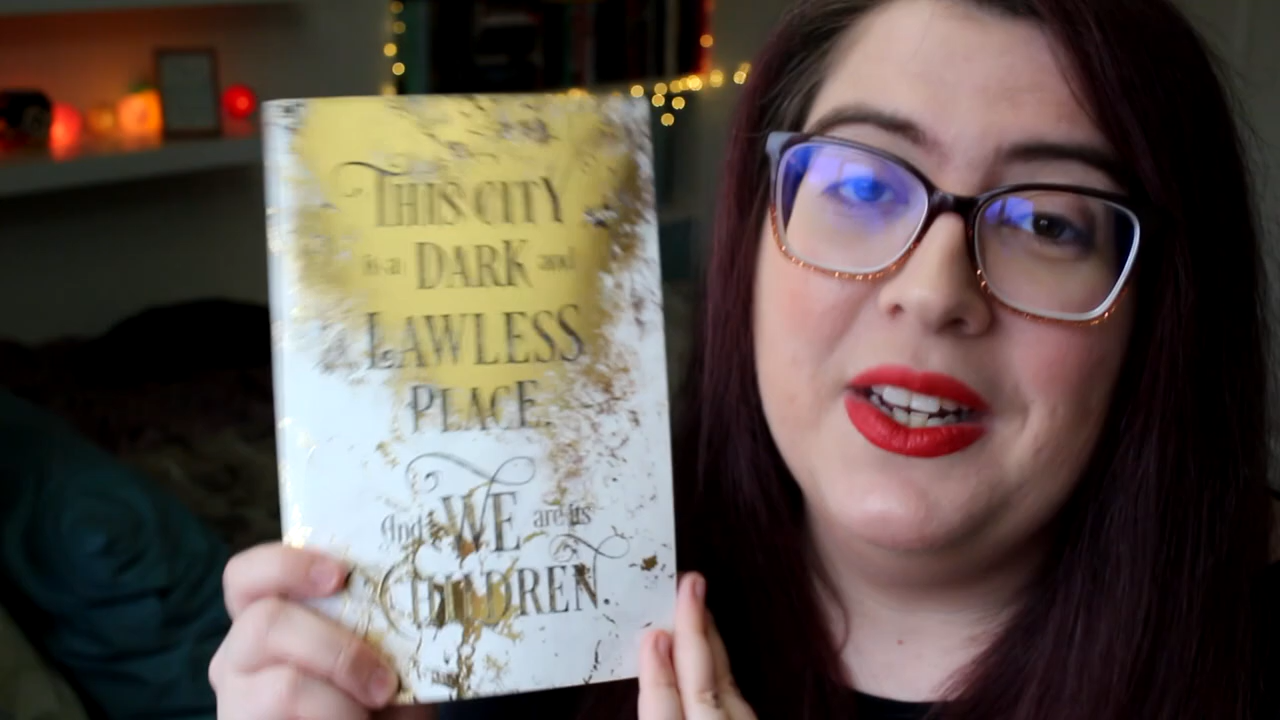 THIS CITY
is a DARK and
LAWLESS
PLACE.
And WE are its
CHILDREN.